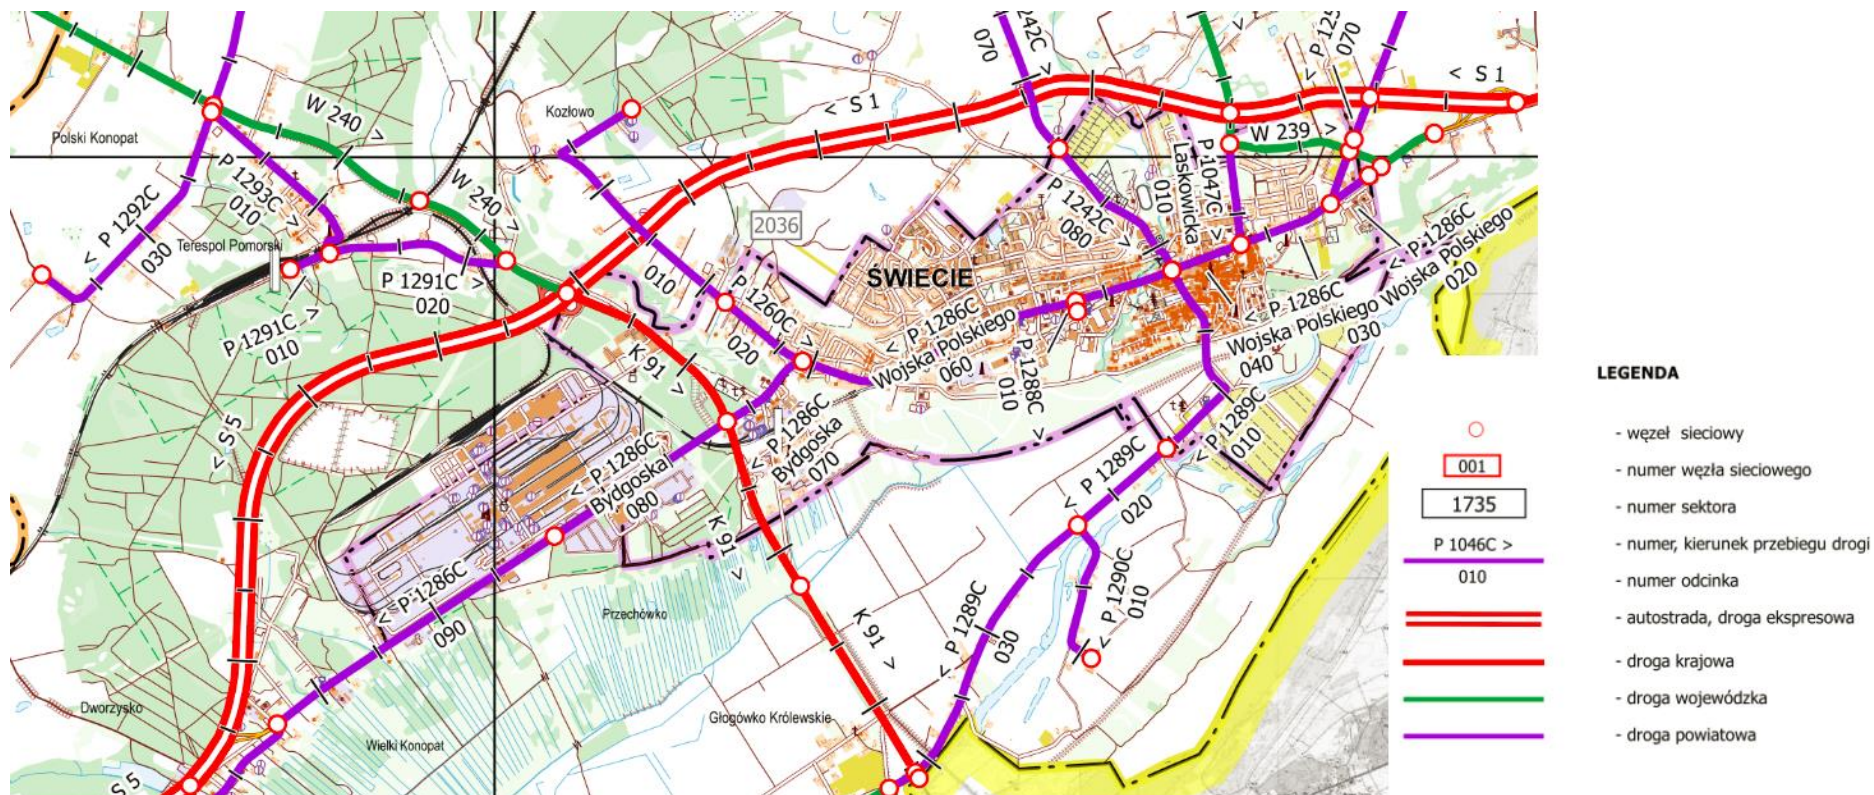 242C >
070
P 125
070
<
< S 1
< S 1
Kozłowo
Polski Konopat
W 240 >
W 239 >
P 1047C >
Laskowicka
010
P 1293C >
010
W 240 >
P 1242C >
080
< P 1292C
030
Terespol Pomorski
2036
< P-1286C
Wojska Polskiego
020
ŚWIECIE
P 1291C >
020
010
P 1260C >
020
< P 1286C
Wojska Polskiego
030
< P 1286C
Wojska Polskiego
040
P 1291C >
010
< P 1286C
Wojska Polskiego
060
P 1288C >
010
K 91 >
< S 5
< P 1289C
010
< P 1286C
Bydgoska
070
< P 1286C
Bydgoska
080
< P 1289C
020
K 91 >
< P 1286C
090
Przechówko
< P 1290C
010
< P 1289C
030
K 91 >
Dworzysko
Wielki Konopat
Głogówko Królewskie
S 5
LEGENDA
- węzeł sieciowy
001
- numer węzła sieciowego
1735
- numer sektora
P 1046C >
- numer, kierunek przebiegu drogi
010
- numer odcinka
- autostrada, droga ekspresowa
- droga krajowa
- droga wojewódzka
- droga powiatowa